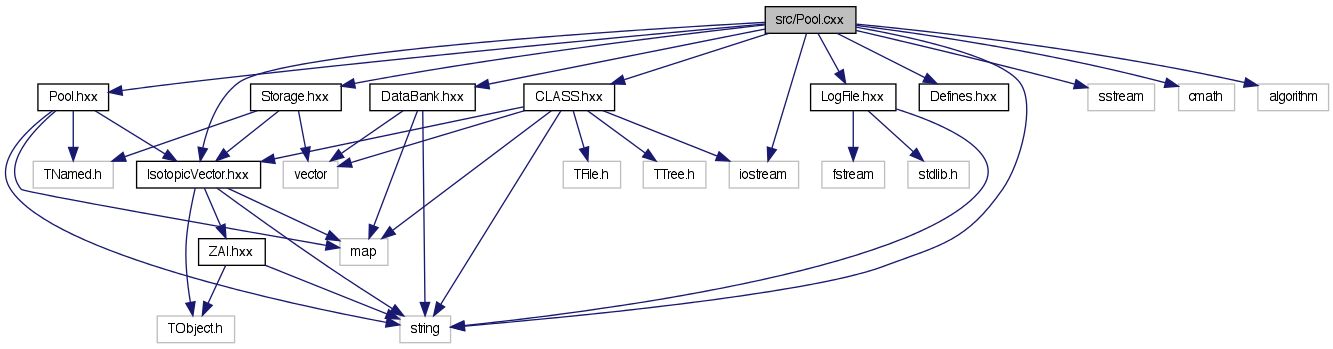 src/Pool.cxx
Pool.hxx
Storage.hxx
DataBank.hxx
CLASS.hxx
LogFile.hxx
Defines.hxx
sstream
cmath
algorithm
TNamed.h
IsotopicVector.hxx
vector
TFile.h
TTree.h
iostream
fstream
stdlib.h
ZAI.hxx
map
TObject.h
string